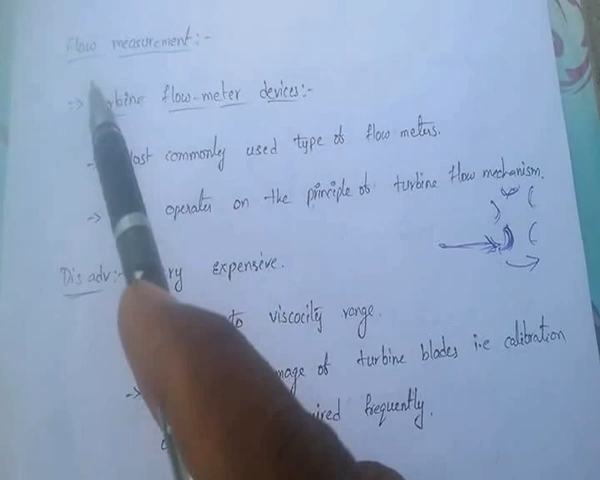 Flow measurement:-
=> rbine flow-meter devices:-
ost commonly used type of flow meters.
-> operates on the principle of turbine flow mechanism.
Dis adv:- ry expensive.
to viscocity range.
-> mage of turbine blades i.e calibration
ired frequently.